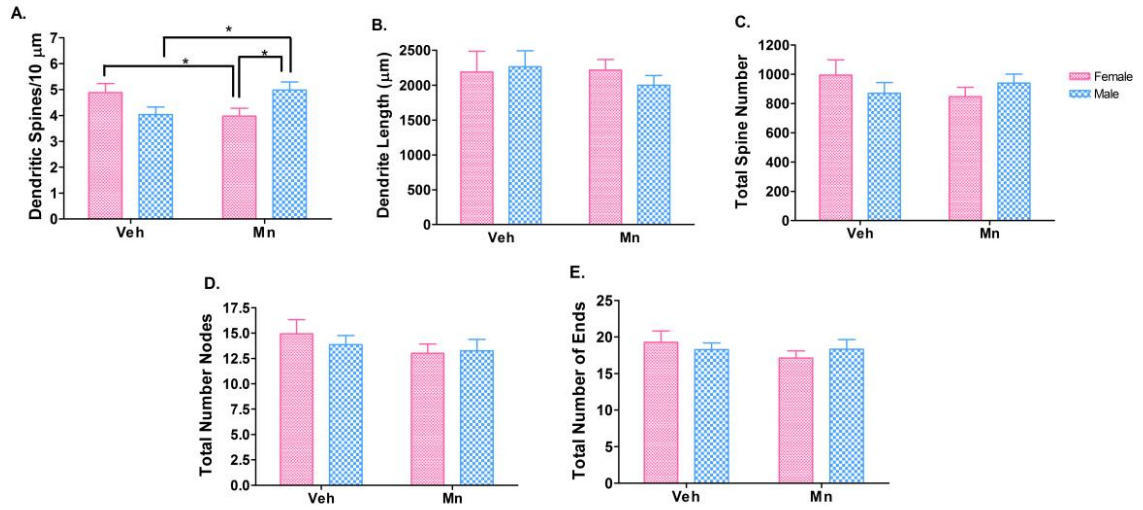 A.
Dendritic Spines/10 μm
7
6
5
4
3
2
1
0
*
*
*
Veh
Mn
B.
Dendrite Length (μm)
2500
2000
1500
1000
500
0
Veh
Mn
C.
Total Spine Number
1200
1000
800
600
400
200
0
Veh
Mn
Female
Male
D.
Total Number Nodes
17.5
15.0
12.5
10.0
7.5
5.0
2.5
0.0
Veh
Mn
E.
Total Number of Ends
25
20
15
10
5
0
Veh
Mn